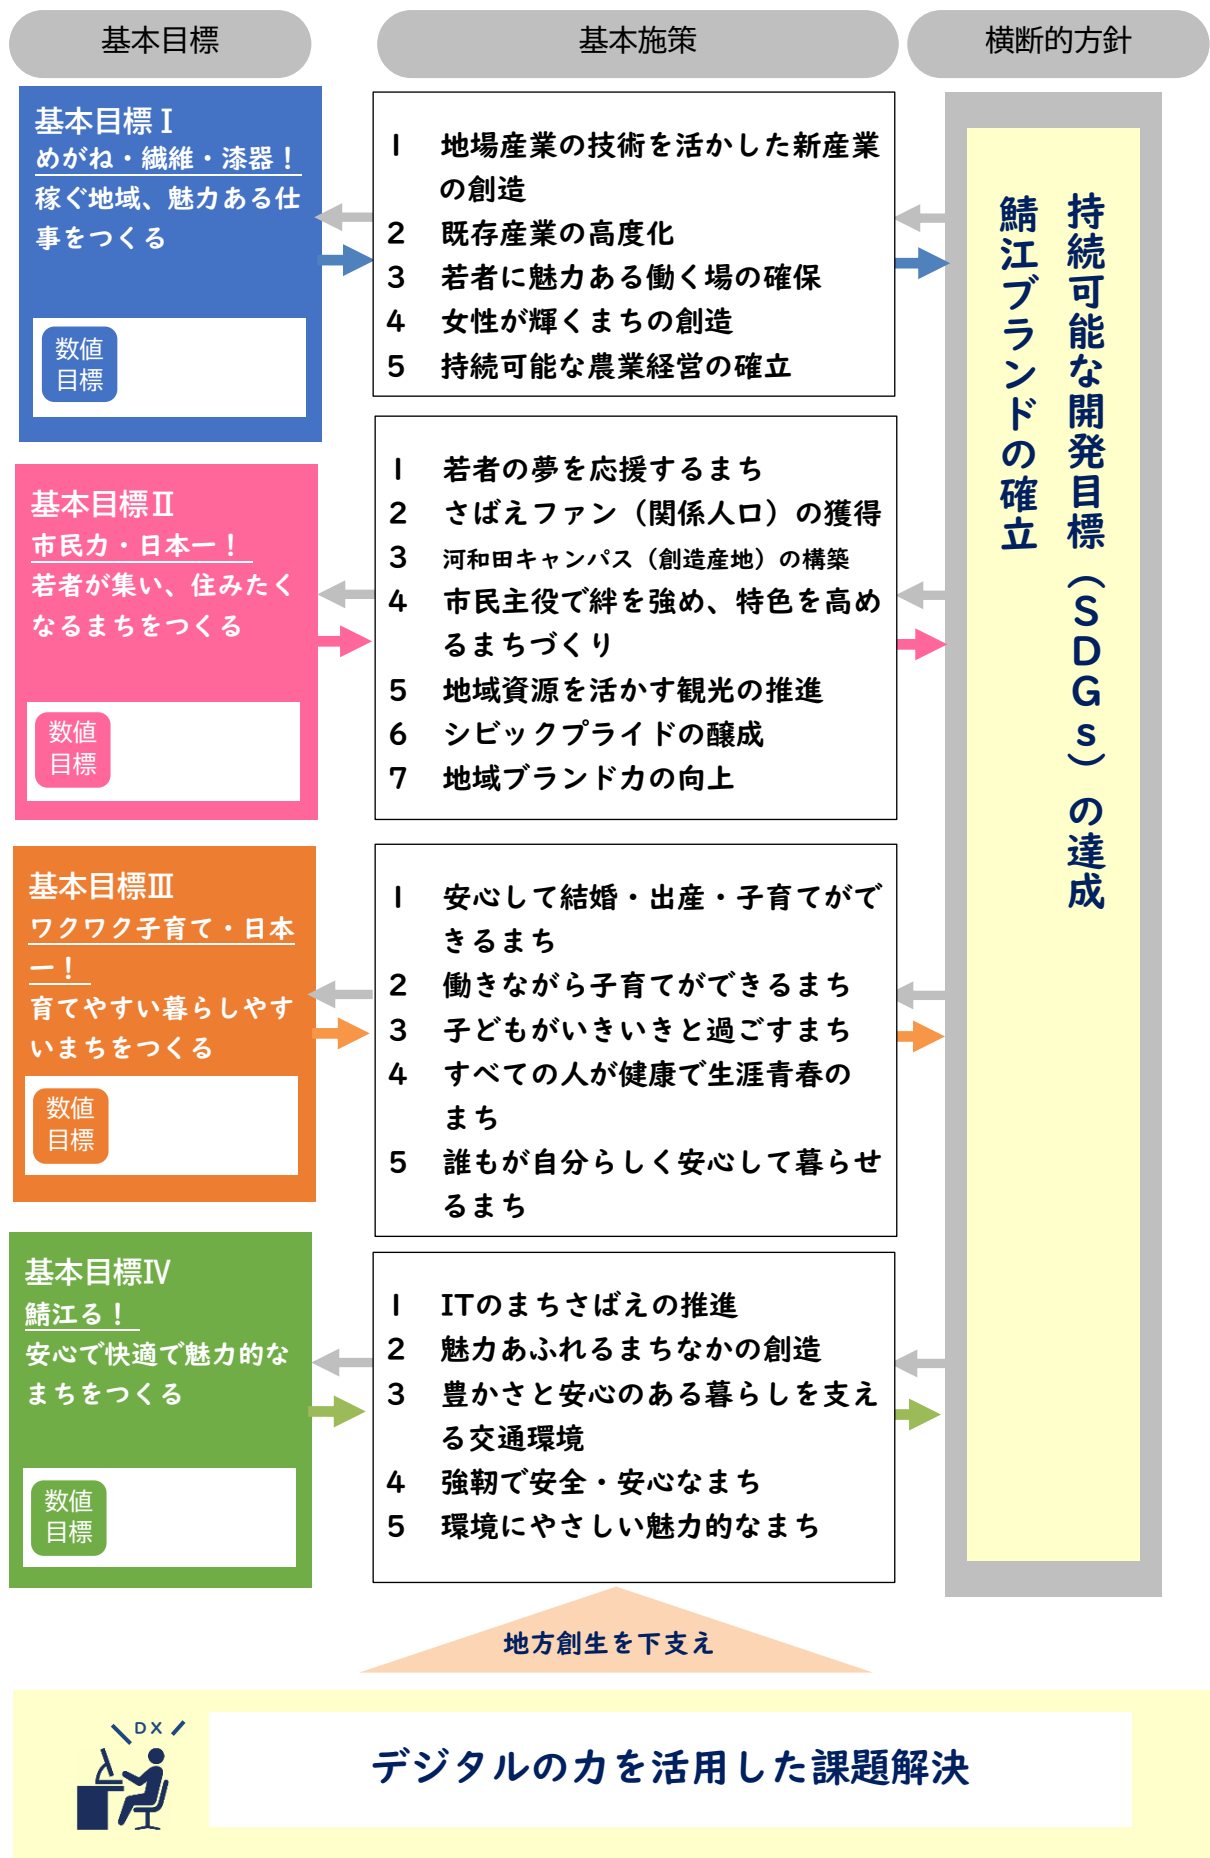 基本目標
基本施策
横断的方針
基本目標Ⅰ
めがね・繊維・漆器！
稼ぐ地域、魅力ある仕
事をつくる
数値
目標
1 地場産業の技術を活かした新産業
の創造
2 既存産業の高度化
3 若者に魅力ある働く場の確保
4 女性が輝くまちの創造
5 持続可能な農業経営の確立
基本目標Ⅱ
市民力・日本一！
若者が集い、住みたく
なるまちをつくる
数値
目標
1 若者の夢を応援するまち
2 さばえファン（関係人口）の獲得
3 河和田キャンパス（創造産地）の構築
4 市民主役で絆を強め、特色を高め
るまちづくり
5 地域資源を活かす観光の推進
6 シビックプライドの醸成
7 地域ブランド力の向上
基本目標Ⅲ
ワクワク子育て・日本
一！
育てやすい暮らしやす
いまちをつくる
数値
目標
1 安心して結婚・出産・子育てがで
きるまち
2 働きながら子育てができるまち
3 子どもがいきいきと過ごすまち
4 すべての人が健康で生涯青春の
まち
5 誰もが自分らしく安心して暮らせ
るまち
基本目標Ⅳ
鯖江る！
安心で快適で魅力的な
まちをつくる
数値
目標
1 ITのまちさばえの推進
2 魅力あふれるまちなかの創造
3 豊かさと安心のある暮らしを支え
る交通環境
4 強靭で安全・安心なまち
5 環境にやさしい魅力的なまち
持続可能な開発目標（SDGs）の達成
鯖江ブランドの確立
地方創生を下支え
DX
デジタルの力を活用した課題解決